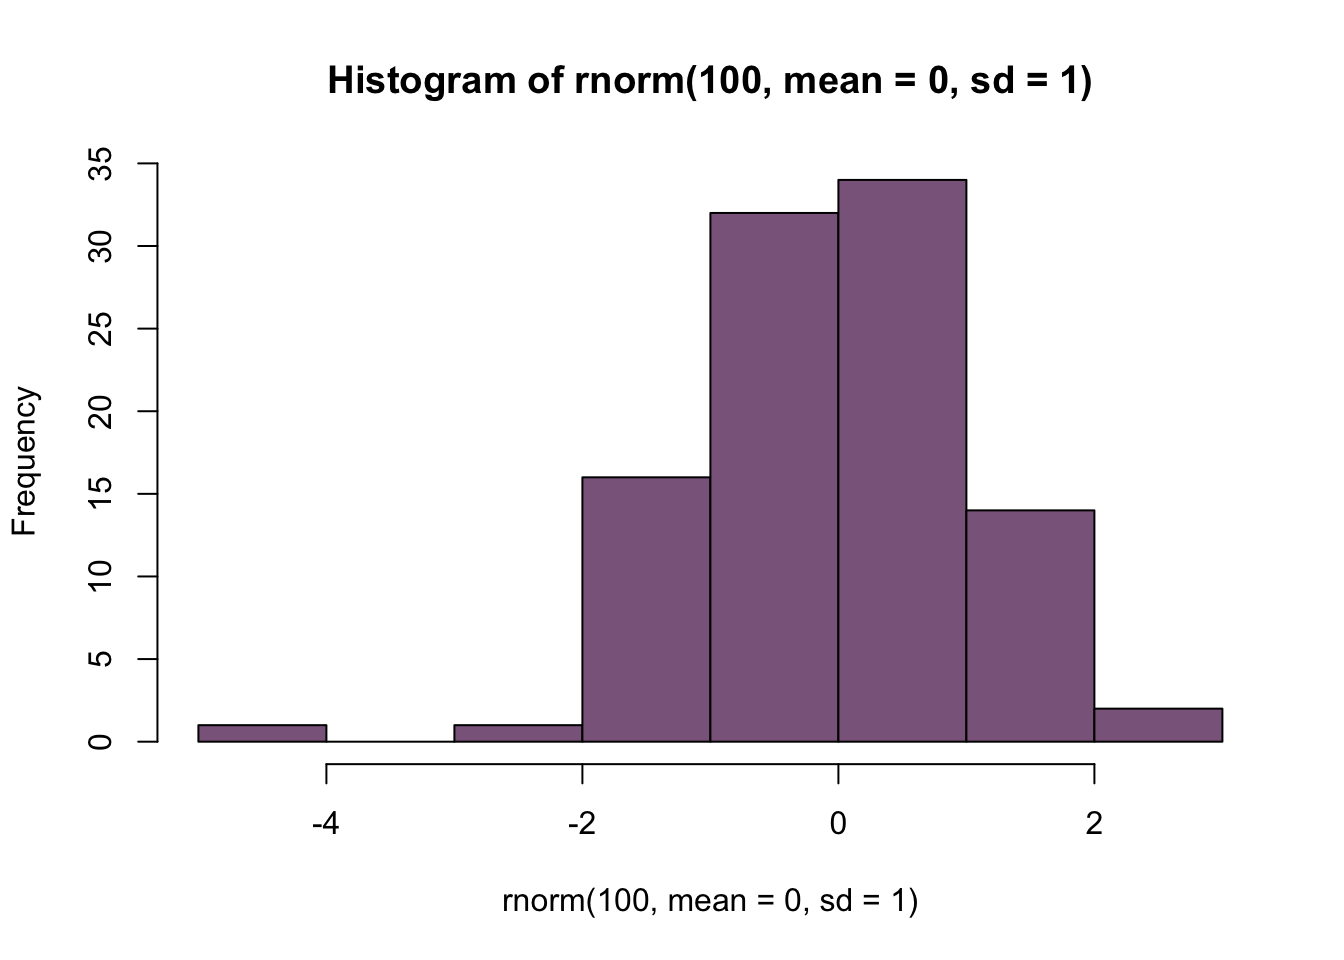 Histogram of rnorm(100, mean = 0, sd = 1)
35
30
25
20
15
10
5
0
Frequency
-4 -2 0 2
rnorm(100, mean = 0, sd = 1)